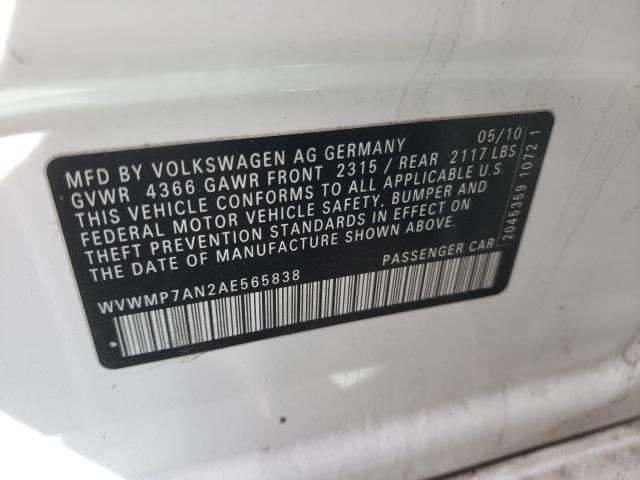 MFD BY VOLKSWAGEN AG GERMANY 05/10
GVWR 4366 GAWR FRONT 2315 / REAR 2117 LBS
THIS VEHICLE CONFORMS TO ALL APPLICABLE U.S.
FEDERAL MOTOR VEHICLE SAFETY, BUMPER AND
THEFT PREVENTION STANDARDS IN EFFECT ON
THE DATE OF MANUFACTURE SHOWN ABOVE.
PASSENGER CAR
WVWMP7AN2AE565838
2045359 1072 1